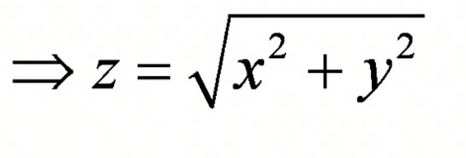 ⇒ z = √(x² + y²)